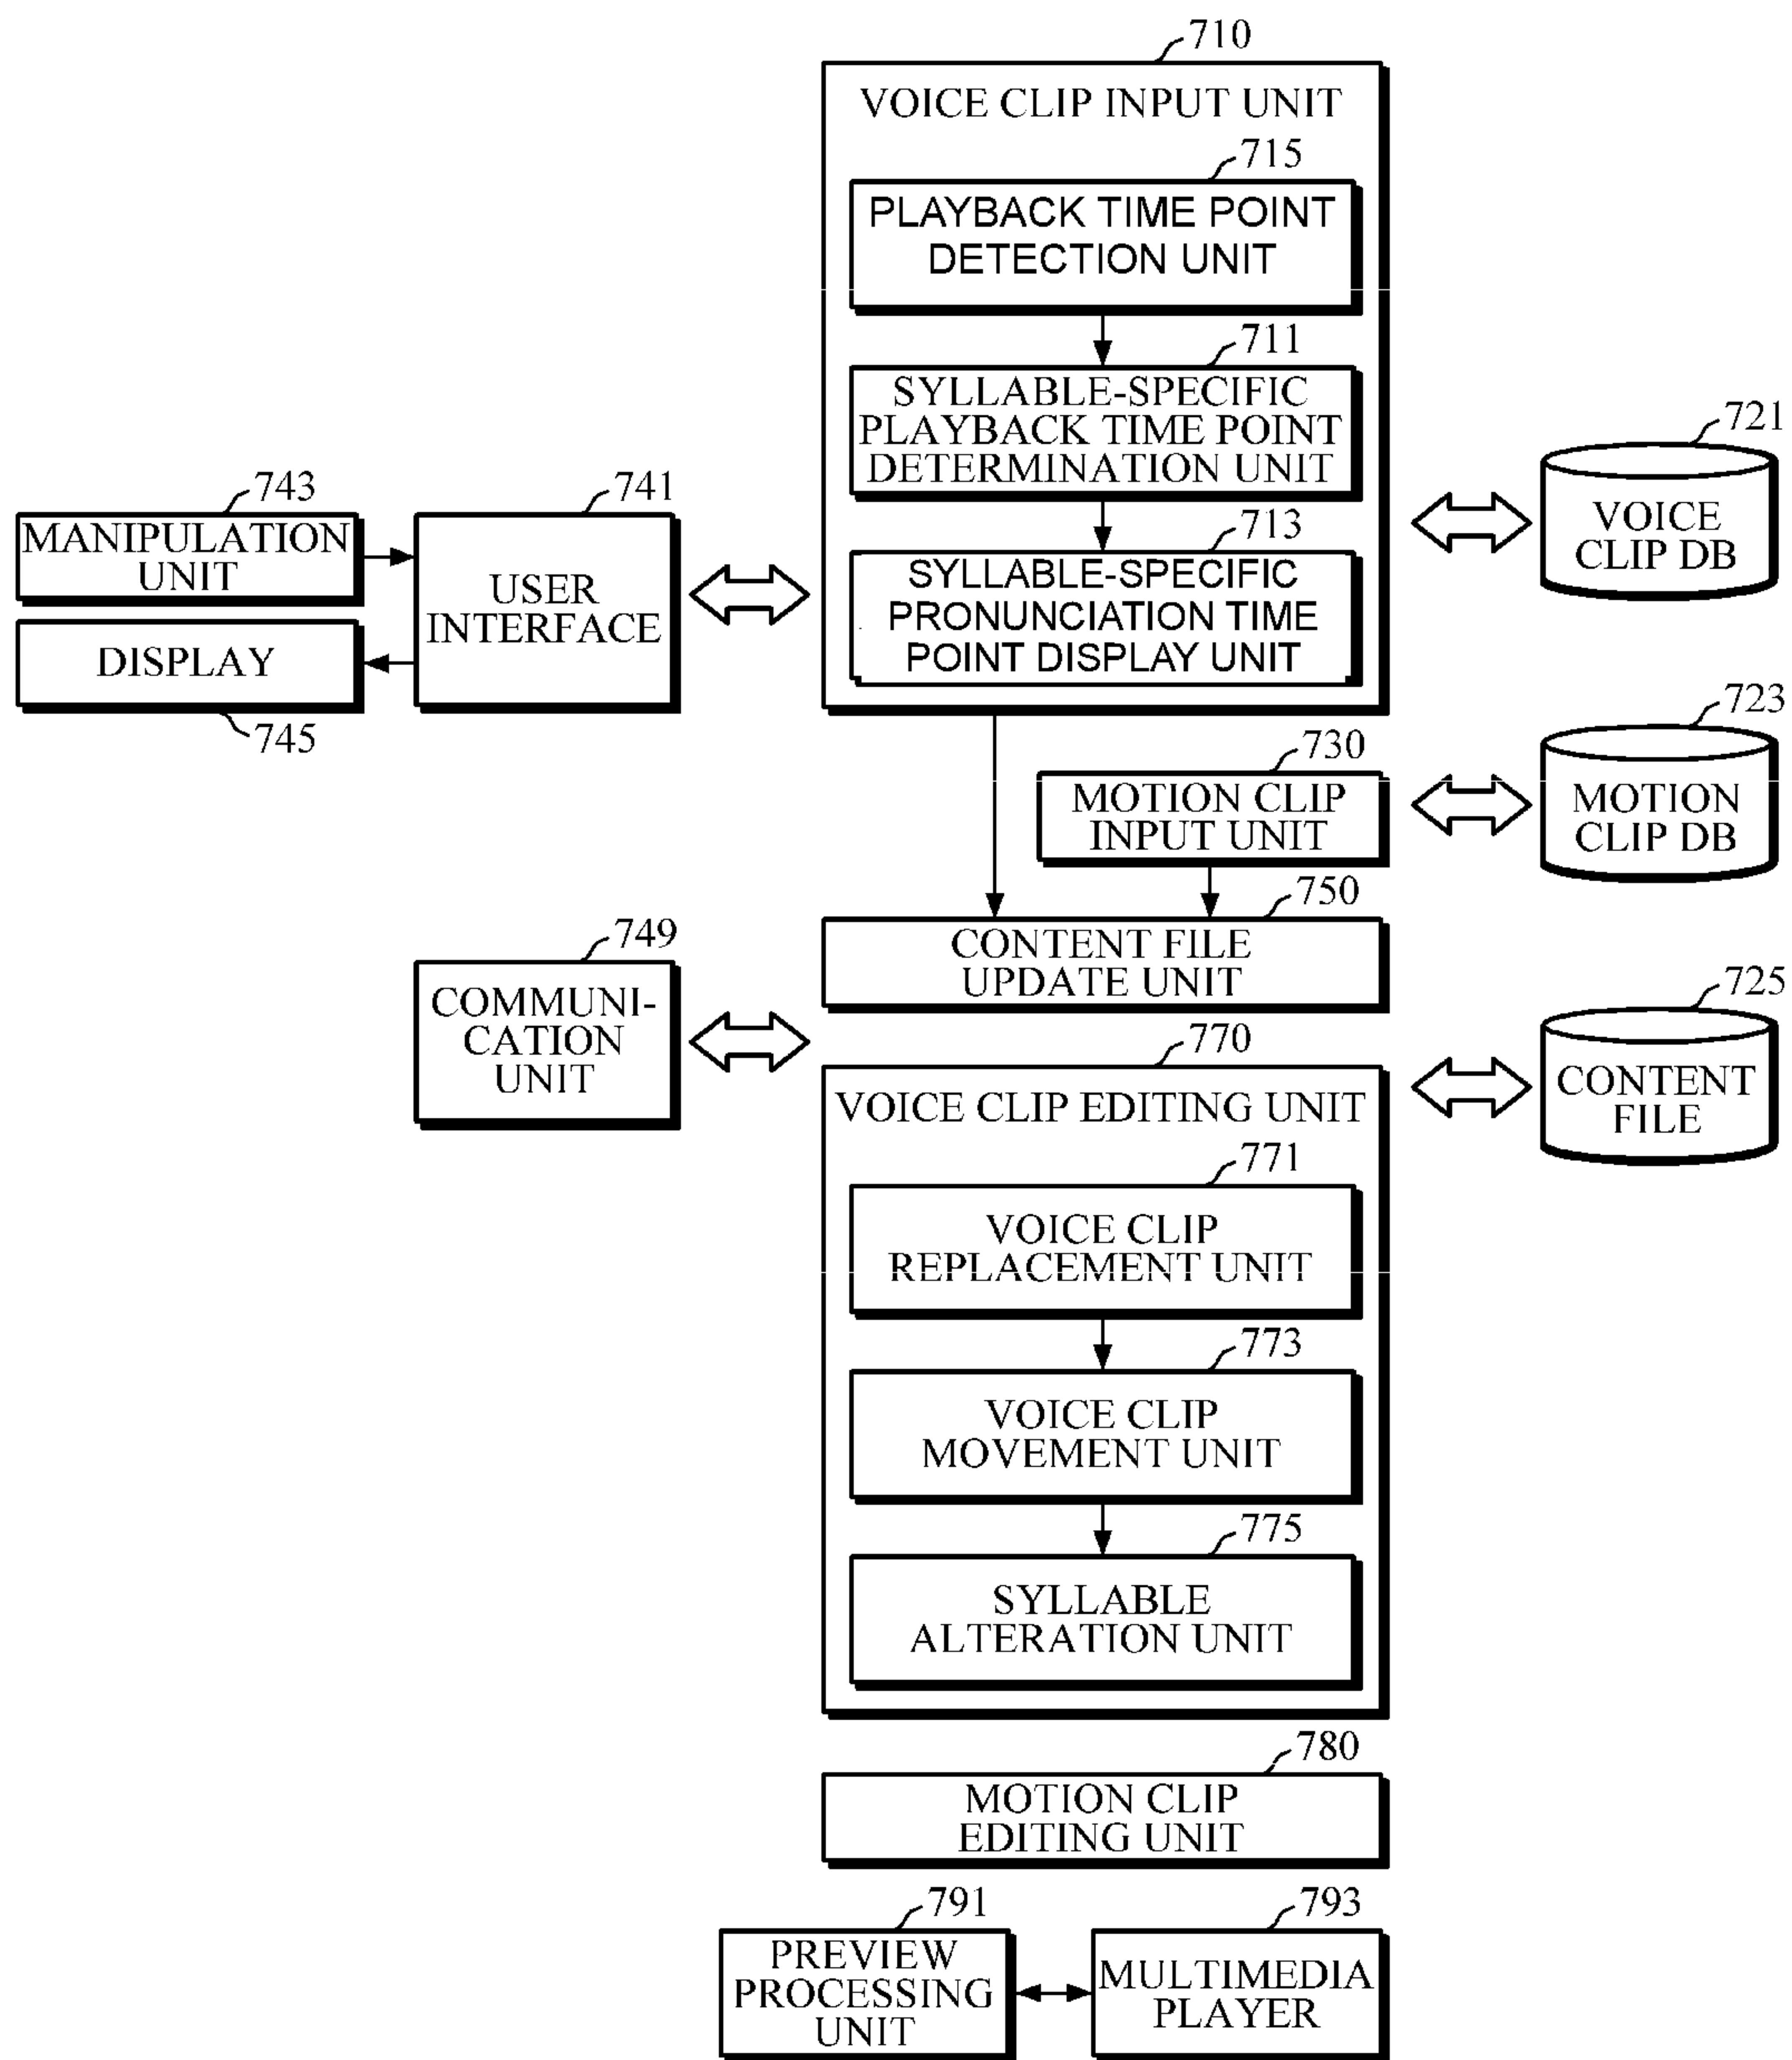 710
VOICE CLIP INPUT UNIT
715
PLAYBACK TIME POINT
DETECTION UNIT
711
SYLLABLE-SPECIFIC
PLAYBACK TIME POINT
DETERMINATION UNIT
713
SYLLABLE-SPECIFIC
PRONUNCIATION TIME
POINT DISPLAY UNIT
743
MANIPULATION
UNIT
741
USER
INTERFACE
DISPLAY
745
721
VOICE
CLIP DB
723
MOTION
CLIP DB
730
MOTION CLIP
INPUT UNIT
750
CONTENT FILE
UPDATE UNIT
749
COMMUNI-
CATION
UNIT
725
CONTENT
FILE
770
VOICE CLIP EDITING UNIT
771
VOICE CLIP
REPLACEMENT UNIT
773
VOICE CLIP
MOVEMENT UNIT
775
SYLLABLE
ALTERATION UNIT
780
MOTION CLIP
EDITING UNIT
791
PREVIEW
PROCESSING
UNIT
793
MULTIMEDIA
PLAYER